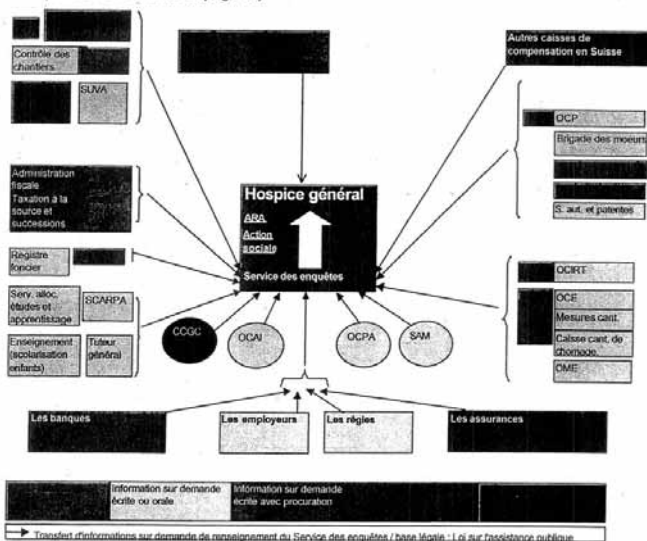 Contrôle des
chantiers
SUVA
Autres caisses de
compensation en Suisse
OCP
Brigade des moeurs
S. aut. et patentes
Administration
fiscale
Taxation à la
source et
successions
Hospice général
ARA
Action
sociale
Service des enquêtes
Registre
foncier
Serv. alloc.
études et
apprentissage
SCARPA
Enseignement
(scolarisation
enfants)
Tuteur
général
CCGC
OCAI
OCPA
SAM
OCIRT
OCE
Mesures cant.
Caisse cant. de
chomage.
OME
Les banques
Les employeurs
Les régies
Les assurances
Information sur demande
écrite ou orale
Information sur demande
écrite avec procuration
Transfert d'informations sur demande de renseignement du Service des enquêtes / base légale : Loi sur l'assistance publique